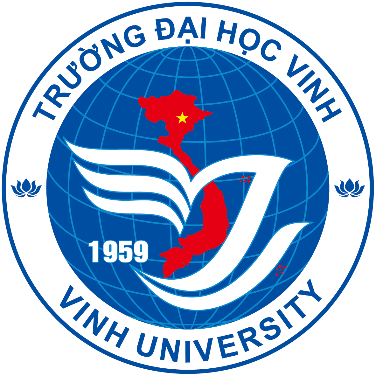 TRƯỜNG ĐẠI HỌC VINH
1959
VINH UNIVERSITY